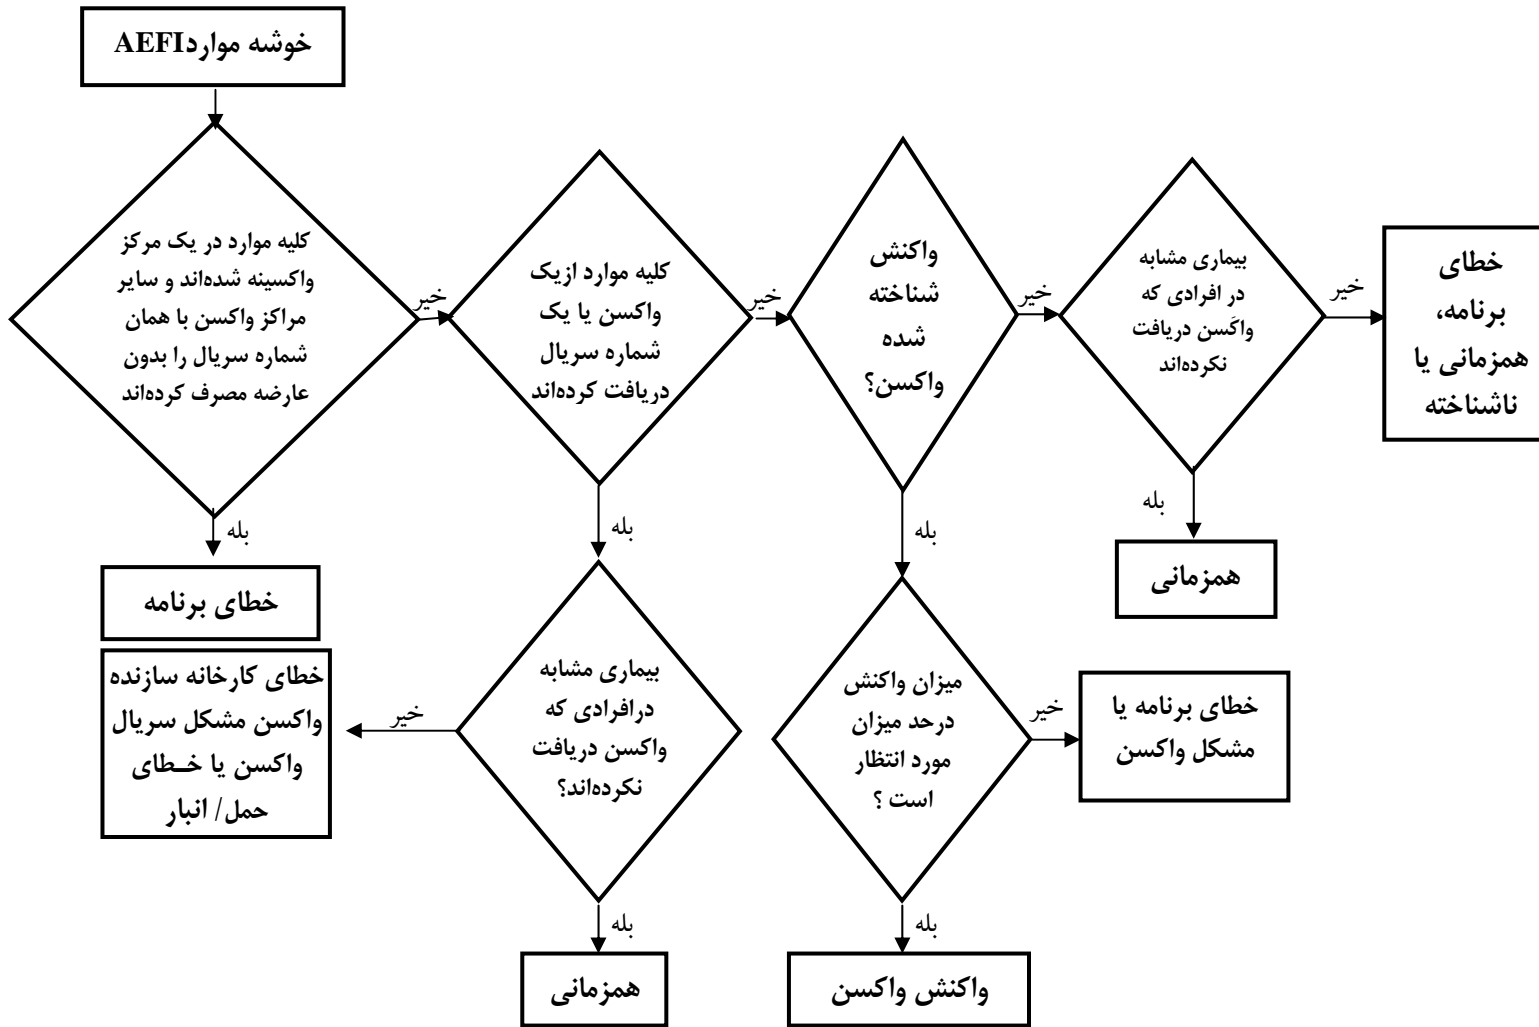 خوشه موارد AEFI
کلیه موارد در یک مرکز
واکسینه شده‌اند و سایر
مراکز واکسن با همان
شماره سریال را بدون
عارضه مصرف کرده‌اند
خیر
بله
خطای برنامه
کلیه موارد ازیک
واکسن یا یک
شماره سریال
دریافت کرده‌اند
خیر
بله
بیماری مشابه
درافرادی که
واکسن دریافت
نکرده‌اند؟
خیر
خطای کارخانه سازنده
واکسن مشکل سریال
واکسن یا خـطای
حمل/ انبار
بله
همزمانی
واکنش
شناخته
شده
واکسن؟
خیر
بله
میزان واکنش
درحد میزان
مورد انتظار
است ؟
خیر
خطای برنامه یا
مشکل واکسن
بله
واکنش واکسن
بیماری مشابه
در افرادی که
واکَسن دریافت
نکرده‌اند
خیر
بله
همزمانی
خطای
برنامه،
همزمانی یا
ناشناخته